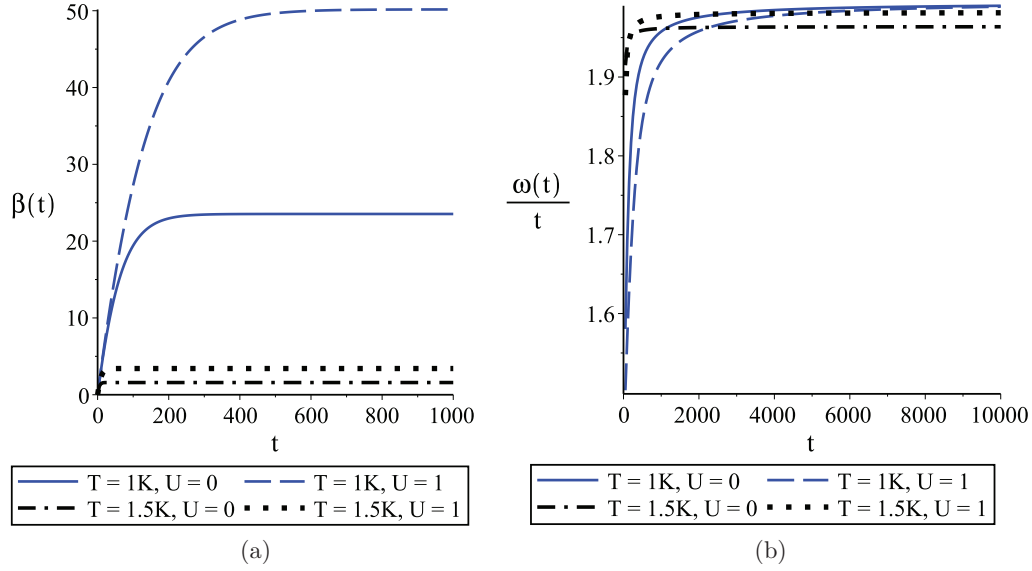 50
40
30
20
10
0
β(t)
0 200 400 600 800 1000
t
T = 1K, U = 0 T = 1K, U = 1
T = 1.5K, U = 0 T = 1.5K, U = 1
(a)
1.9
1.8
1.7
1.6
ω(t)
t
0 2000 4000 6000 8000 10000
t
T = 1K, U = 0 T = 1K, U = 1
T = 1.5K, U = 0 T = 1.5K, U = 1
(b)